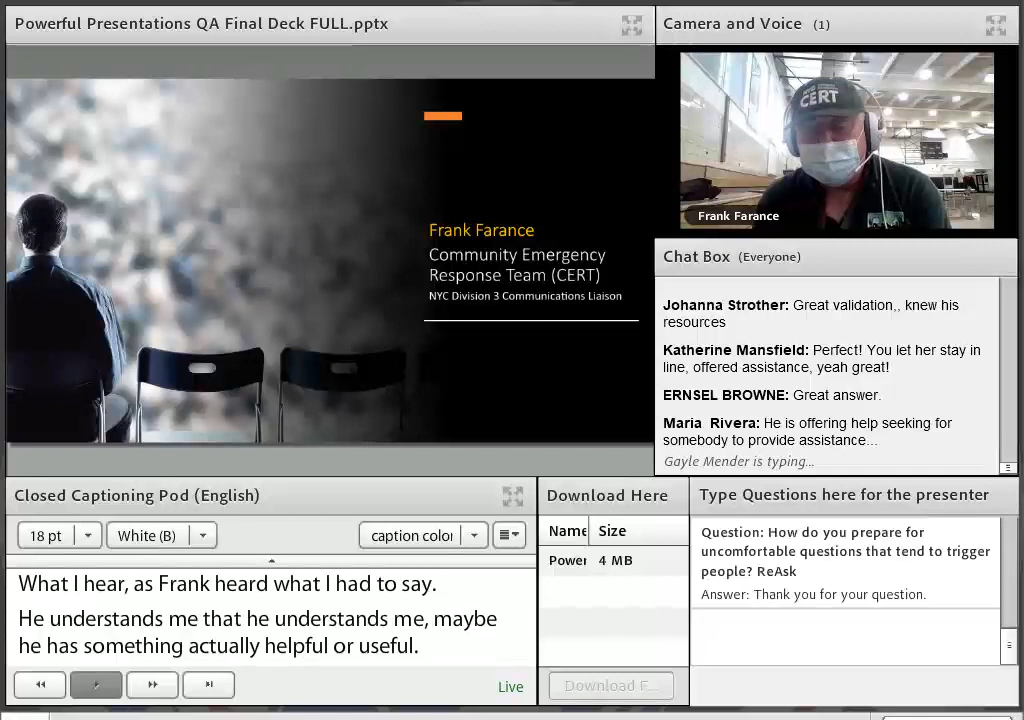 Powerful Presentations QA Final Deck FULL.pptx
Frank Farance
Community Emergency
Response Team (CERT)
NYC Division 3 Communications Liaison
Camera and Voice (1)
NYC
CERT
Frank Farance
Chat Box (Everyone)
Johanna Strother: Great validation,, knew his
resources
Katherine Mansfield: Perfect! You let her stay in
line, offered assistance, yeah great!
ERNSEL BROWNE: Great answer.
Maria Rivera: He is offering help seeking for
somebody to provide assistance...
Gayle Mender is typing...
Closed Captioning Pod (English)
18 pt
White (B)
caption color
What I hear, as Frank heard what I had to say.
He understands me that he understands me, maybe
he has something actually helpful or useful.
Live
Download Here
Name Size
Power 4 MB
Download F...
Type Questions here for the presenter
Question: How do you prepare for
uncomfortable questions that tend to trigger
people? ReAsk
Answer: Thank you for your question.